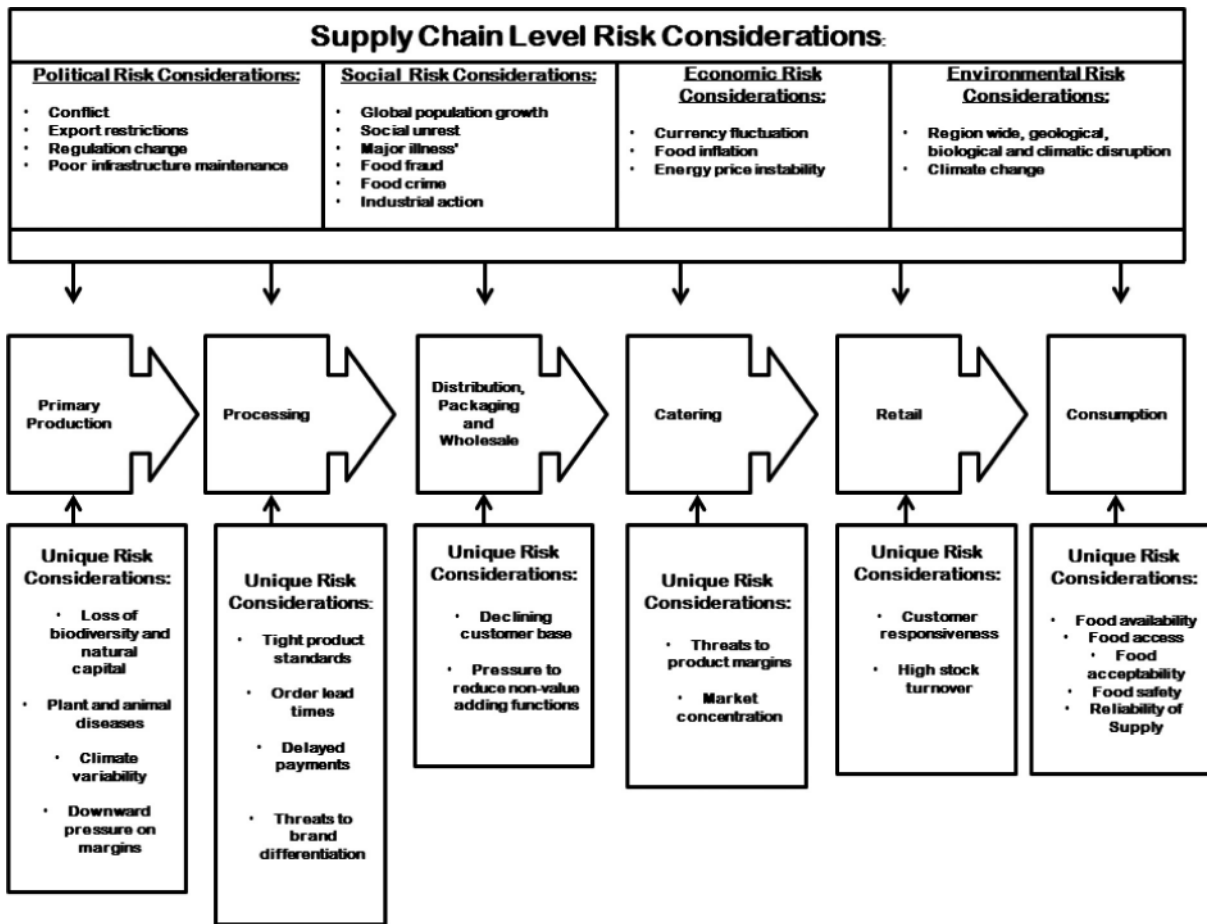 Supply Chain Level Risk Considerations:
Political Risk Considerations:
• Conflict
• Export restrictions
• Regulation change
• Poor infrastructure maintenance
Social Risk Considerations:
• Global population growth
• Social unrest
• Major illness'
• Food fraud
• Food crime
• Industrial action
Economic Risk
Considerations:
• Currency fluctuation
• Food inflation
• Energy price instability
Environmental Risk
Considerations:
• Region wide, geological,
biological and climatic disruption
• Climate change
Primary
Production
Processing
Distribution,
Packaging
and
Wholesale
Catering
Retail
Consumption
Unique Risk
Considerations:
• Loss of
biodiversity and
natural
capital
• Plant and animal
diseases
• Climate
variability
• Downward
pressure on
margins
Unique Risk
Considerations:
• Tight product
standards
• Order lead
times
• Delayed
payments
• Threats to
brand
differentiation
Unique Risk
Considerations:
• Declining
customer base
• Pressure to
reduce non-value
adding functions
Unique Risk
Considerations:
• Threats to
product margins
• Market
concentration
Unique Risk
Considerations:
• Customer
responsiveness
• High stock
turnover
Unique Risk
Considerations:
• Food availability
• Food access
• Food
acceptability
• Food safety
• Reliability of
Supply